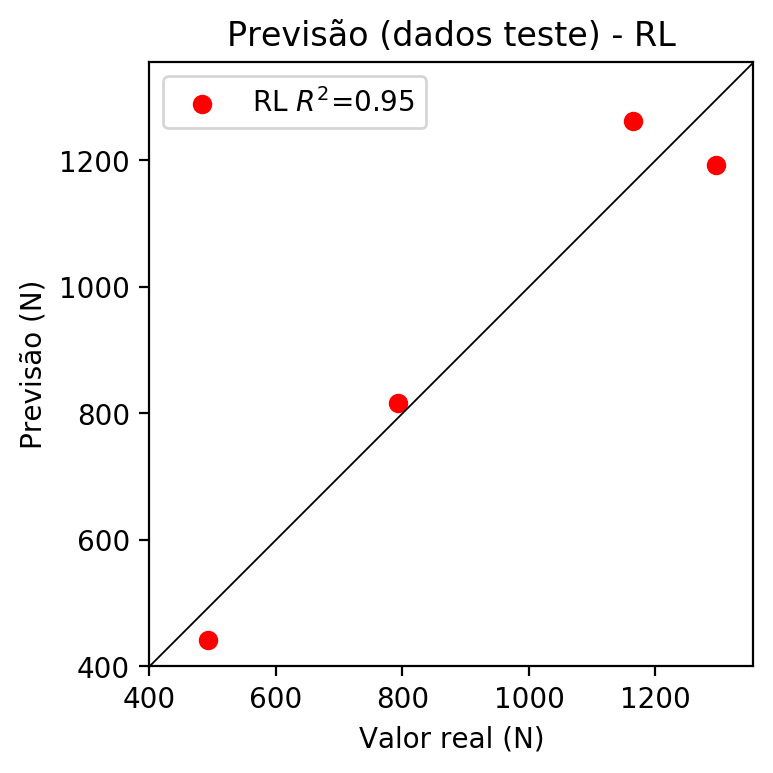 Previsão (dados teste) - RL
RL R²=0.95
Previsão (N)
1200
1000
800
600
400
400 600 800 1000 1200
Valor real (N)